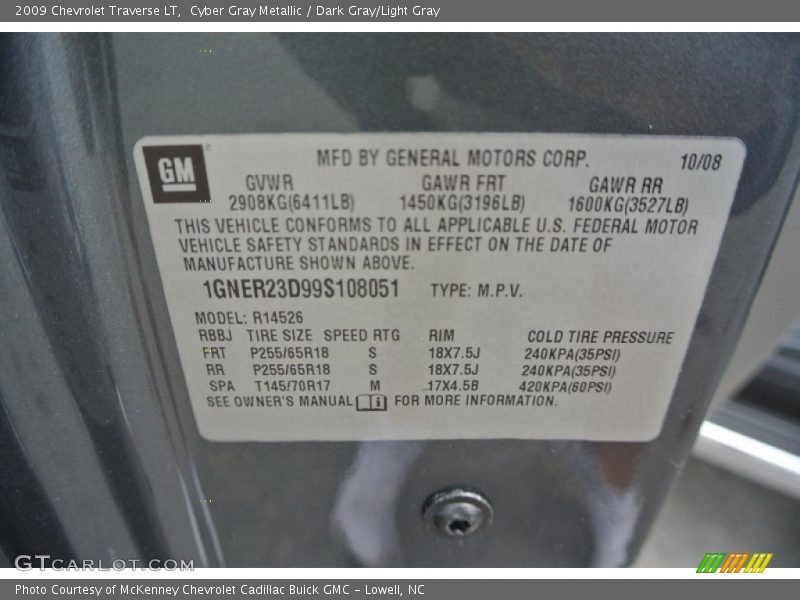 2009 Chevrolet Traverse LT, Cyber Gray Metallic / Dark Gray/Light Gray
GM
MFD BY GENERAL MOTORS CORP. 10/08
GVWR GAWR FRT GAWR RR
2908KG(6411LB) 1450KG(3196LB) 1600KG(3527LB)
THIS VEHICLE CONFORMS TO ALL APPLICABLE U.S. FEDERAL MOTOR
VEHICLE SAFETY STANDARDS IN EFFECT ON THE DATE OF
MANUFACTURE SHOWN ABOVE.
1GNER23D99S108051 TYPE: M.P.V.
MODEL: R14526
RBBJ TIRE SIZE SPEED RTG RIM COLD TIRE PRESSURE
FRT P255/65R18 S 18X7.5J 240KPA(35PSI)
RR P255/65R18 S 18X7.5J 240KPA(35PSI)
SPA T145/70R17 M 17X4.5B 420KPA(60PSI)
SEE OWNER'S MANUAL FOR MORE INFORMATION.
GTCARLOT.COM
Photo Courtesy of McKenney Chevrolet Cadillac Buick GMC - Lowell, NC